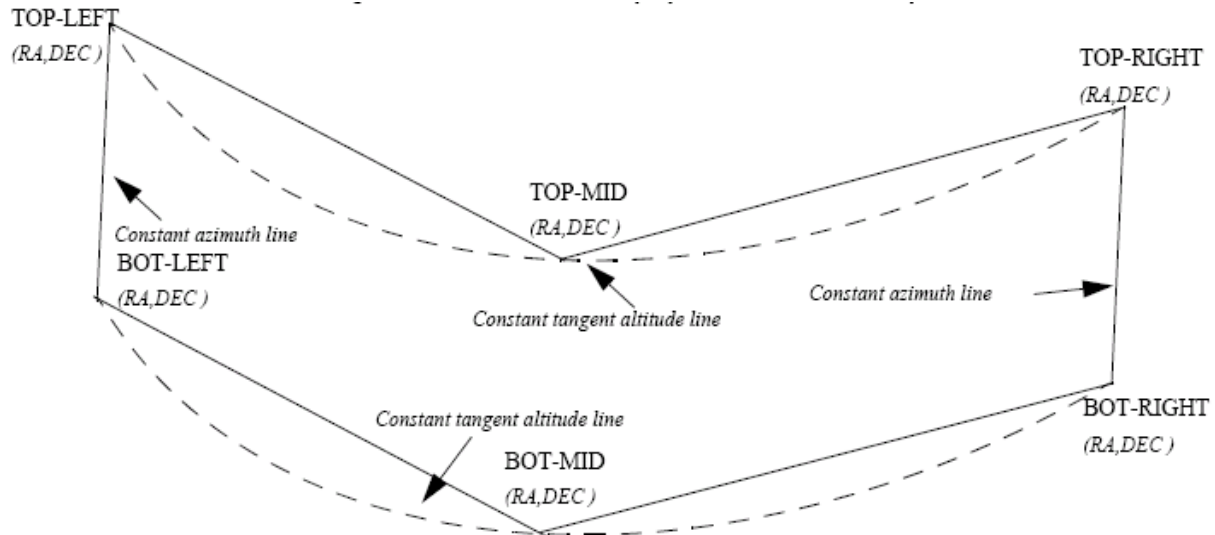 TOP-LEFT
(RA,DEC )
TOP-RIGHT
(RA,DEC )
TOP-MID
(RA,DEC )
Constant azimuth line
BOT-LEFT
(RA,DEC )
Constant azimuth line
Constant tangent altitude line
Constant tangent altitude line
BOT-RIGHT
(RA,DEC )
BOT-MID
(RA,DEC )